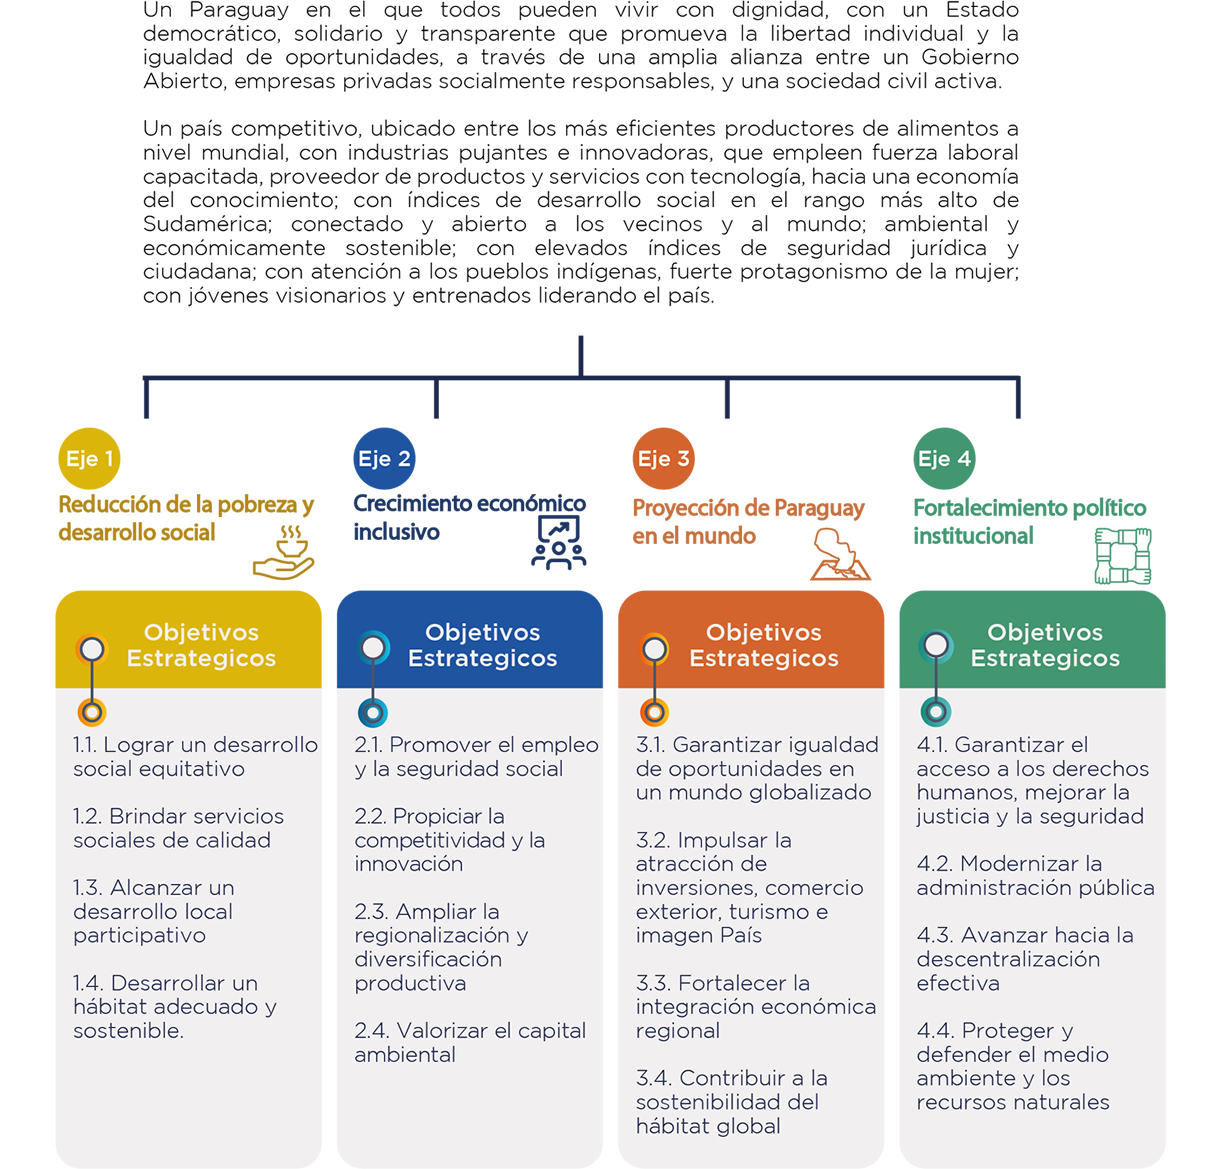 Un Paraguay en el que todos pueden vivir con dignidad, con un Estado
democrático, solidario y transparente que promueva la libertad individual y la
igualdad de oportunidades, a través de una amplia alianza entre un Gobierno
Abierto, empresas privadas socialmente responsables, y una sociedad civil activa.
Un país competitivo, ubicado entre los más eficientes productores de alimentos a
nivel mundial, con industrias pujantes e innovadoras, que empleen fuerza laboral
capacitada, proveedor de productos y servicios con tecnología, hacia una economía
del conocimiento; con índices de desarrollo social en el rango más alto de
Sudamérica; conectado y abierto a los vecinos y al mundo; ambiental y
económicamente sostenible; con elevados índices de seguridad jurídica y
ciudadana; con atención a los pueblos indígenas, fuerte protagonismo de la mujer;
con jóvenes visionarios y entrenados liderando el país.
Eje 1
Reducción de la pobreza y
desarrollo social
Objetivos
Estrategicos
1.1. Lograr un desarrollo
social equitativo
1.2. Brindar servicios
sociales de calidad
1.3. Alcanzar un
desarrollo local
participativo
1.4. Desarrollar un
hábitat adecuado y
sostenible.
Eje 2
Crecimiento económico
inclusivo
Objetivos
Estrategicos
2.1. Promover el empleo
y la seguridad social
2.2. Propiciar la
competitividad y la
innovación
2.3. Ampliar la
regionalización y
diversificación
productiva
2.4. Valorizar el capital
ambiental
Eje 3
Proyección de Paraguay
en el mundo
Objetivos
Estrategicos
3.1. Garantizar igualdad
de oportunidades en
un mundo globalizado
3.2. Impulsar la
atracción de
inversiones, comercio
exterior, turismo e
imagen País
3.3. Fortalecer la
integración económica
regional
3.4. Contribuir a la
sostenibilidad del
hábitat global
Eje 4
Fortalecimiento político
institucional
Objetivos
Estrategicos
4.1. Garantizar el
acceso a los derechos
humanos, mejorar la
justicia y la seguridad
4.2. Modernizar la
administración pública
4.3. Avanzar hacia la
descentralización
efectiva
4.4. Proteger y
defender el medio
ambiente y los
recursos naturales